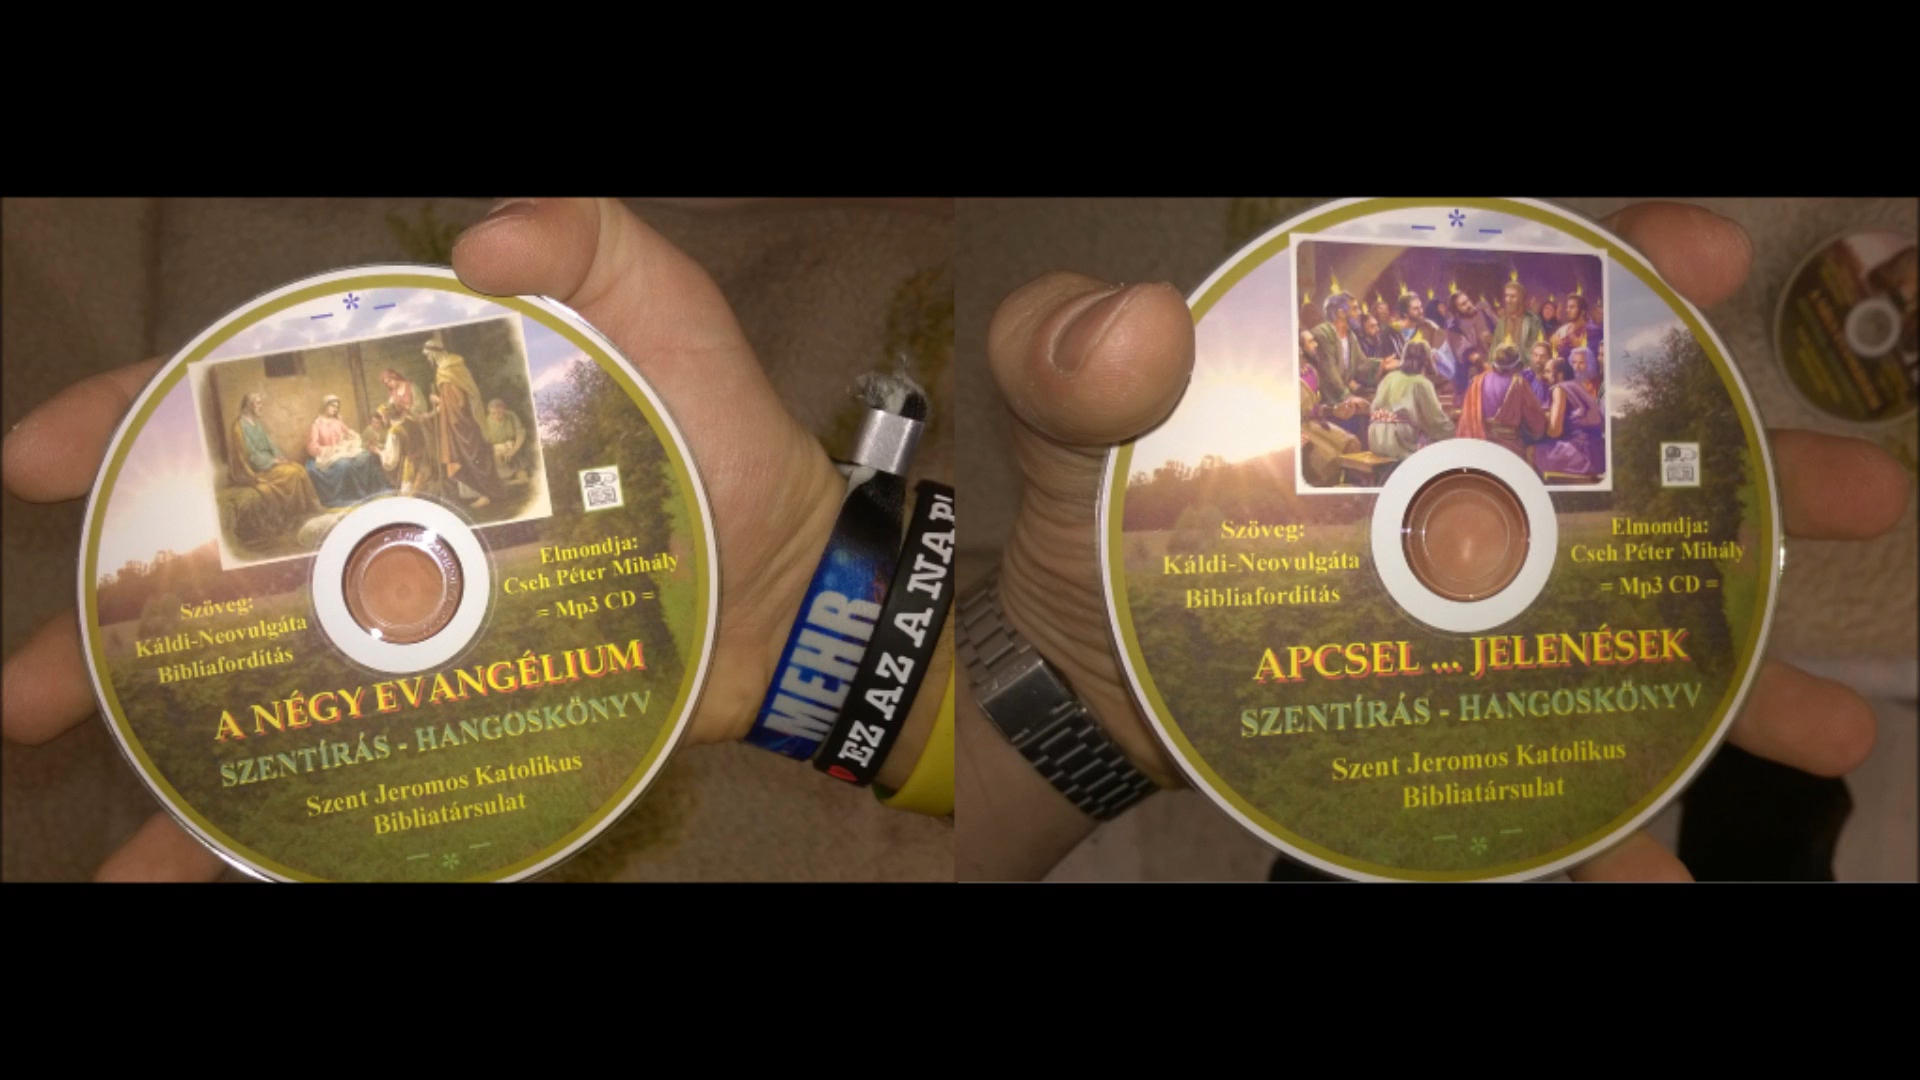 – * –
Szöveg:
Káldi-Neovulgáta
Bibliafordítás
Elmondja:
Cseh Péter Mihály
= Mp3 CD =
A NÉGY EVANGÉLIUM
SZENTÍRÁS - HANGOSKÖNYV
Szent Jeromos Katolikus
Bibliatársulat
– * –
MEHR
EZ AZ A NAP!
– * –
Szöveg:
Káldi-Neovulgáta
Bibliafordítás
Elmondja:
Cseh Péter Mihály
= Mp3 CD =
APCSEL ... JELENÉSEK
SZENTÍRÁS - HANGOSKÖNYV
Szent Jeromos Katolikus
Bibliatársulat
– * –